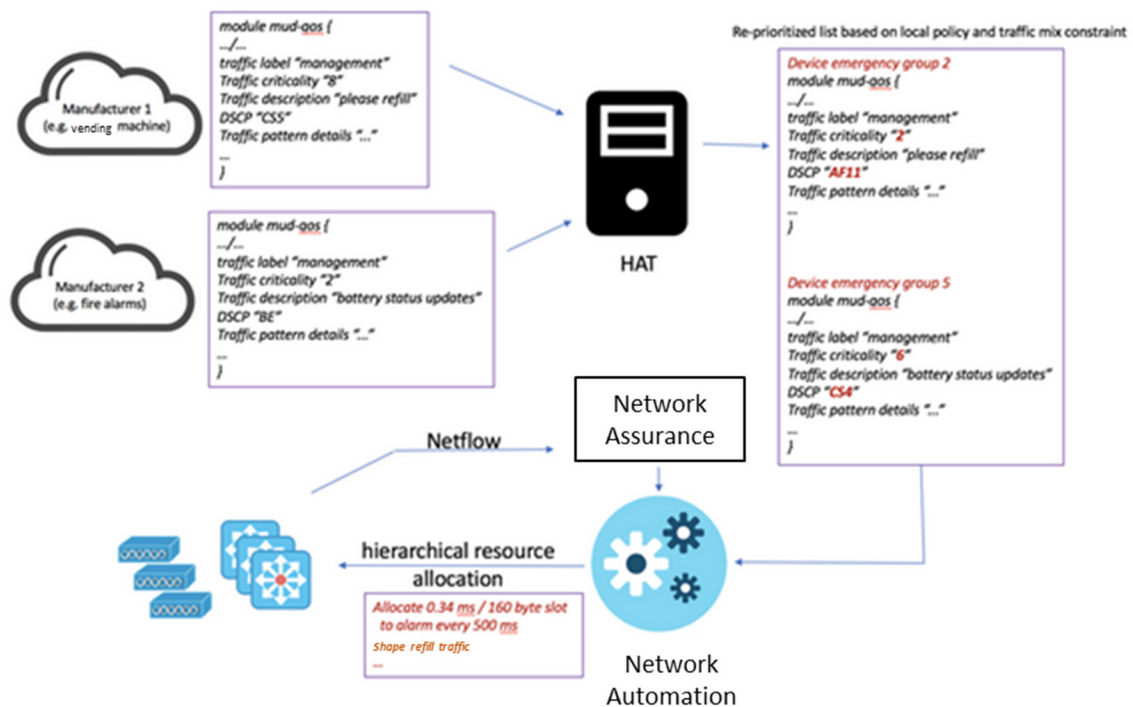 Manufacturer 1
(e.g. vending machine)
module mud-qos {
.../...
traffic label "management"
Traffic criticality "8"
Traffic description "please refill"
DSCP "CS5"
Traffic pattern details "..."
...
}
Manufacturer 2
(e.g. fire alarms)
module mud-qos {
.../...
traffic label "management"
Traffic criticality "2"
Traffic description "battery status updates"
DSCP "BE"
Traffic pattern details "..."
...
}
HAT
Re-prioritized list based on local policy and traffic mix constraint
Device emergency group 2
module mud-qos {
.../...
traffic label "management"
Traffic criticality "2"
Traffic description "please refill"
DSCP "AF11"
Traffic pattern details "..."
...
}
Device emergency group 5
module mud-qos {
.../...
traffic label "management"
Traffic criticality "6"
Traffic description "battery status updates"
DSCP "CS4"
Traffic pattern details "..."
...
}
Netflow
Network
Assurance
hierarchical resource
allocation
Allocate 0.34 ms / 160 byte slot
to alarm every 500 ms
Shape refill traffic
...
Network
Automation